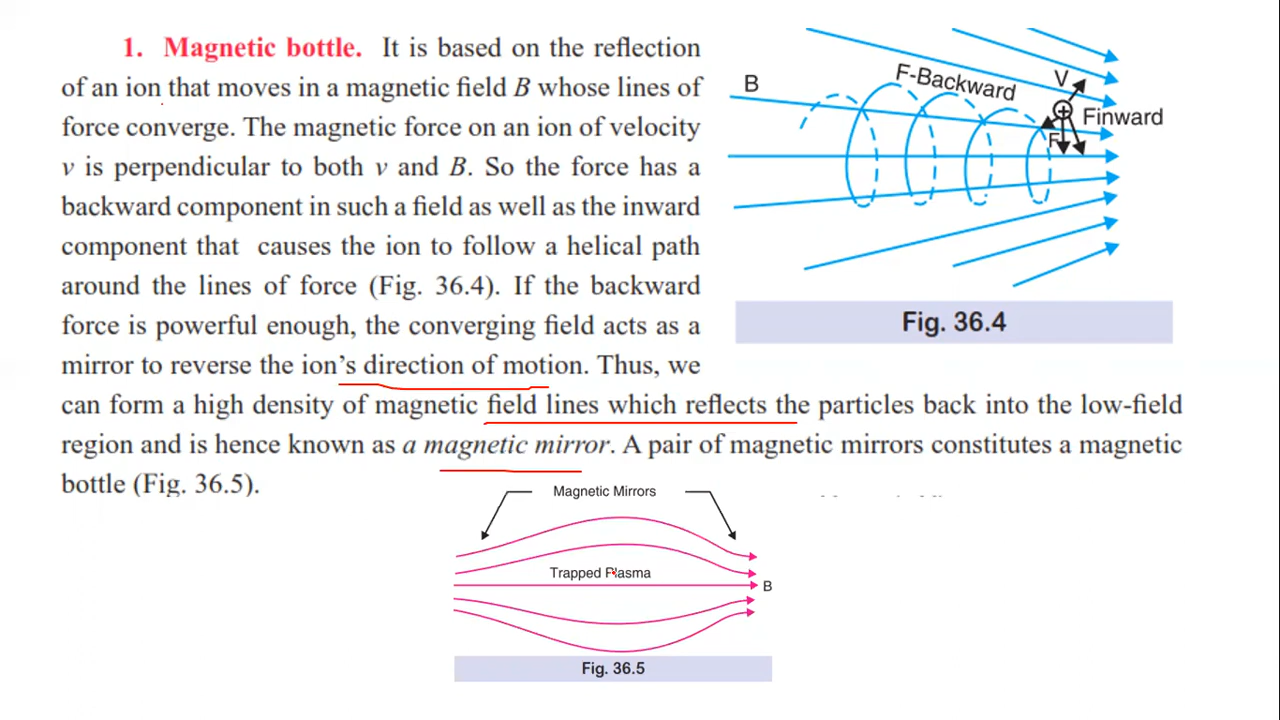 1. Magnetic bottle. It is based on the reflection
of an ion that moves in a magnetic field B whose lines of
force converge. The magnetic force on an ion of velocity
v is perpendicular to both v and B. So the force has a
backward component in such a field as well as the inward
component that causes the ion to follow a helical path
around the lines of force (Fig. 36.4). If the backward
force is powerful enough, the converging field acts as a
mirror to reverse the ion's direction of motion. Thus, we
can form a high density of magnetic field lines which reflects the particles back into the low-field
region and is hence known as a magnetic mirror. A pair of magnetic mirrors constitutes a magnetic
bottle (Fig. 36.5).
B
F-Backward
V
Finward
F
Fig. 36.4
Magnetic Mirrors
Trapped Plasma
B
Fig. 36.5